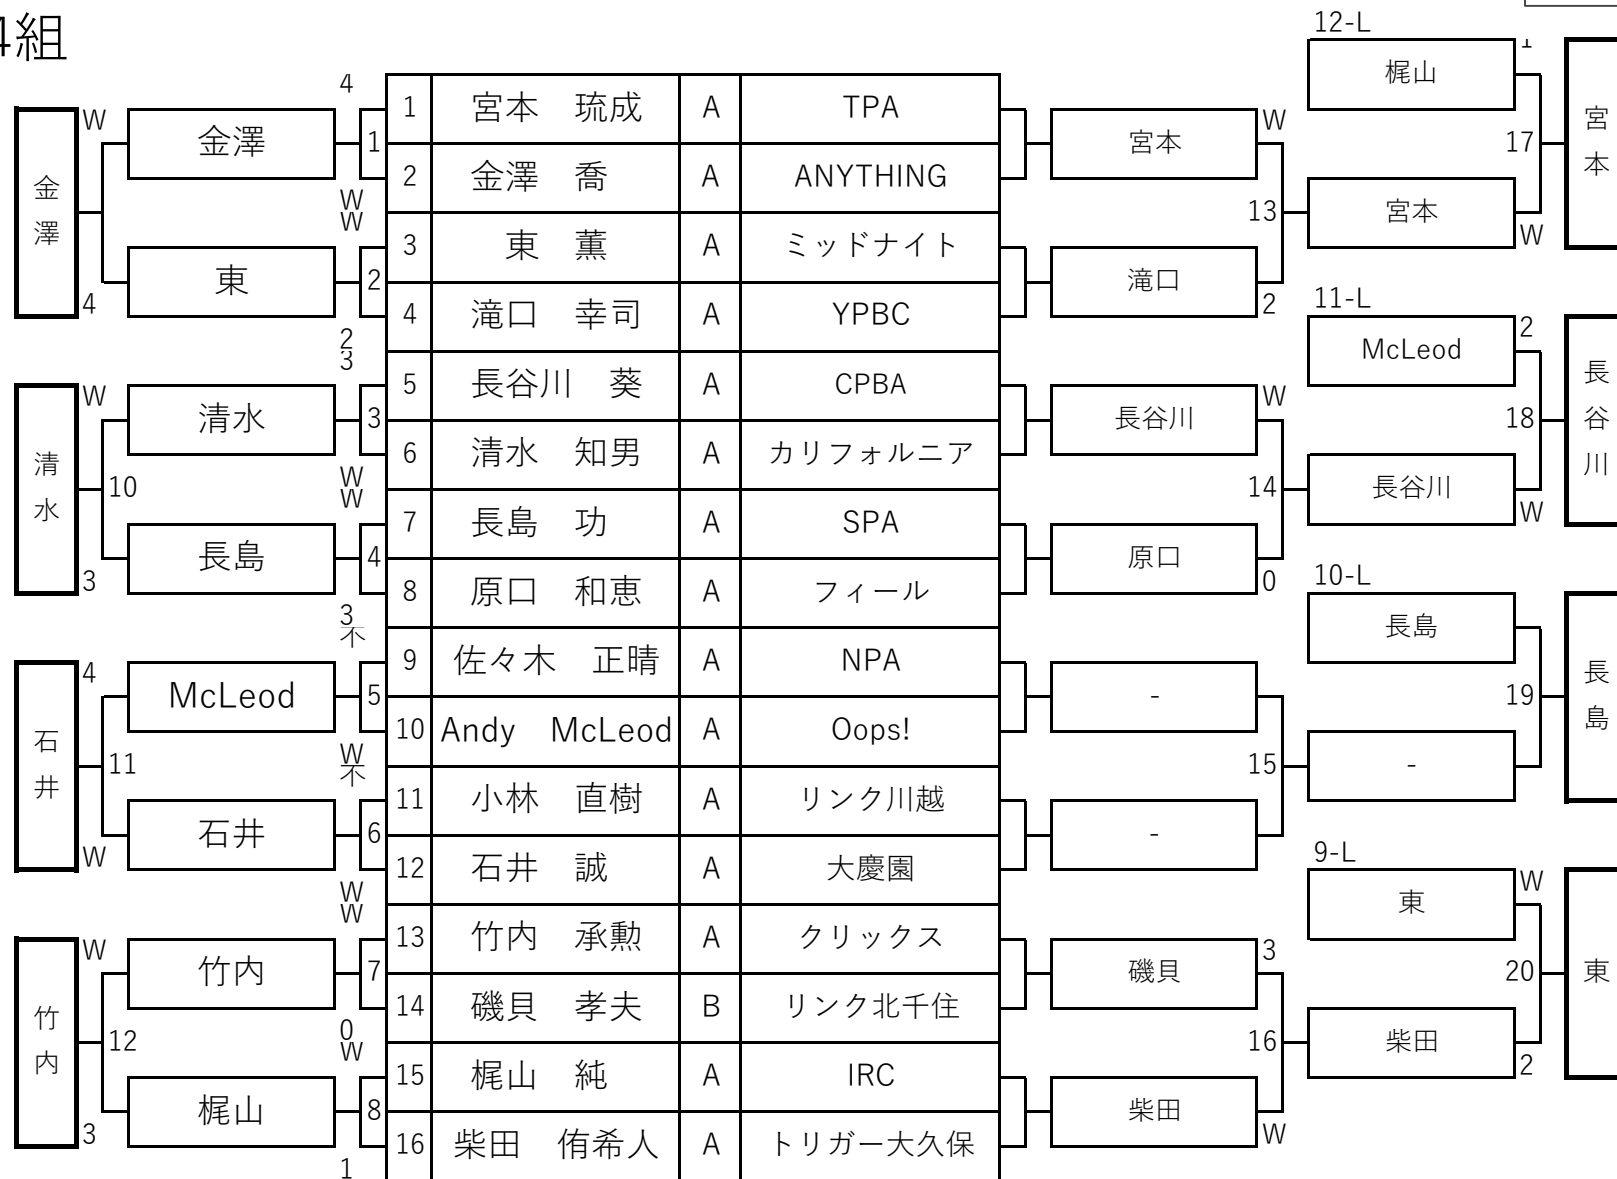 4組
12-L
梶山
1
17
宮本
W
宮本
4
1 宮本 琉成 A TPA
2 金澤 喬 A ANYTHING
3 東 薫 A ミッドナイト
4 滝口 幸司 A YPBC
5 長谷川 葵 A CPBA
6 清水 知男 A カリフォルニア
7 長島 功 A SPA
8 原口 和恵 A フィール
9 佐々木 正晴 A NPA
10 Andy McLeod A Oops!
11 小林 直樹 A リンク川越
12 石井 誠 A 大慶園
13 竹内 承勲 A クリックス
14 磯貝 孝夫 B リンク北千住
15 梶山 純 A IRC
16 柴田 侑希人 A トリガー大久保
W
金澤
1
金澤
W
W
東
2
4
2
3
W
清水
3
清水
10
W
W
長島
4
3
3
不
4
McLeod
5
石井
11
W
不
石井
6
W
W
W
W
竹内
7
竹内
12
0
W
梶山
8
3
1
宮本
W
13
滝口
2
長谷川
W
14
原口
0
-
15
-
磯貝
3
16
柴田
W
11-L
McLeod
2
18
長谷川
長谷川
W
10-L
長島
19
長島
-
9-L
東
W
20
東
柴田
2